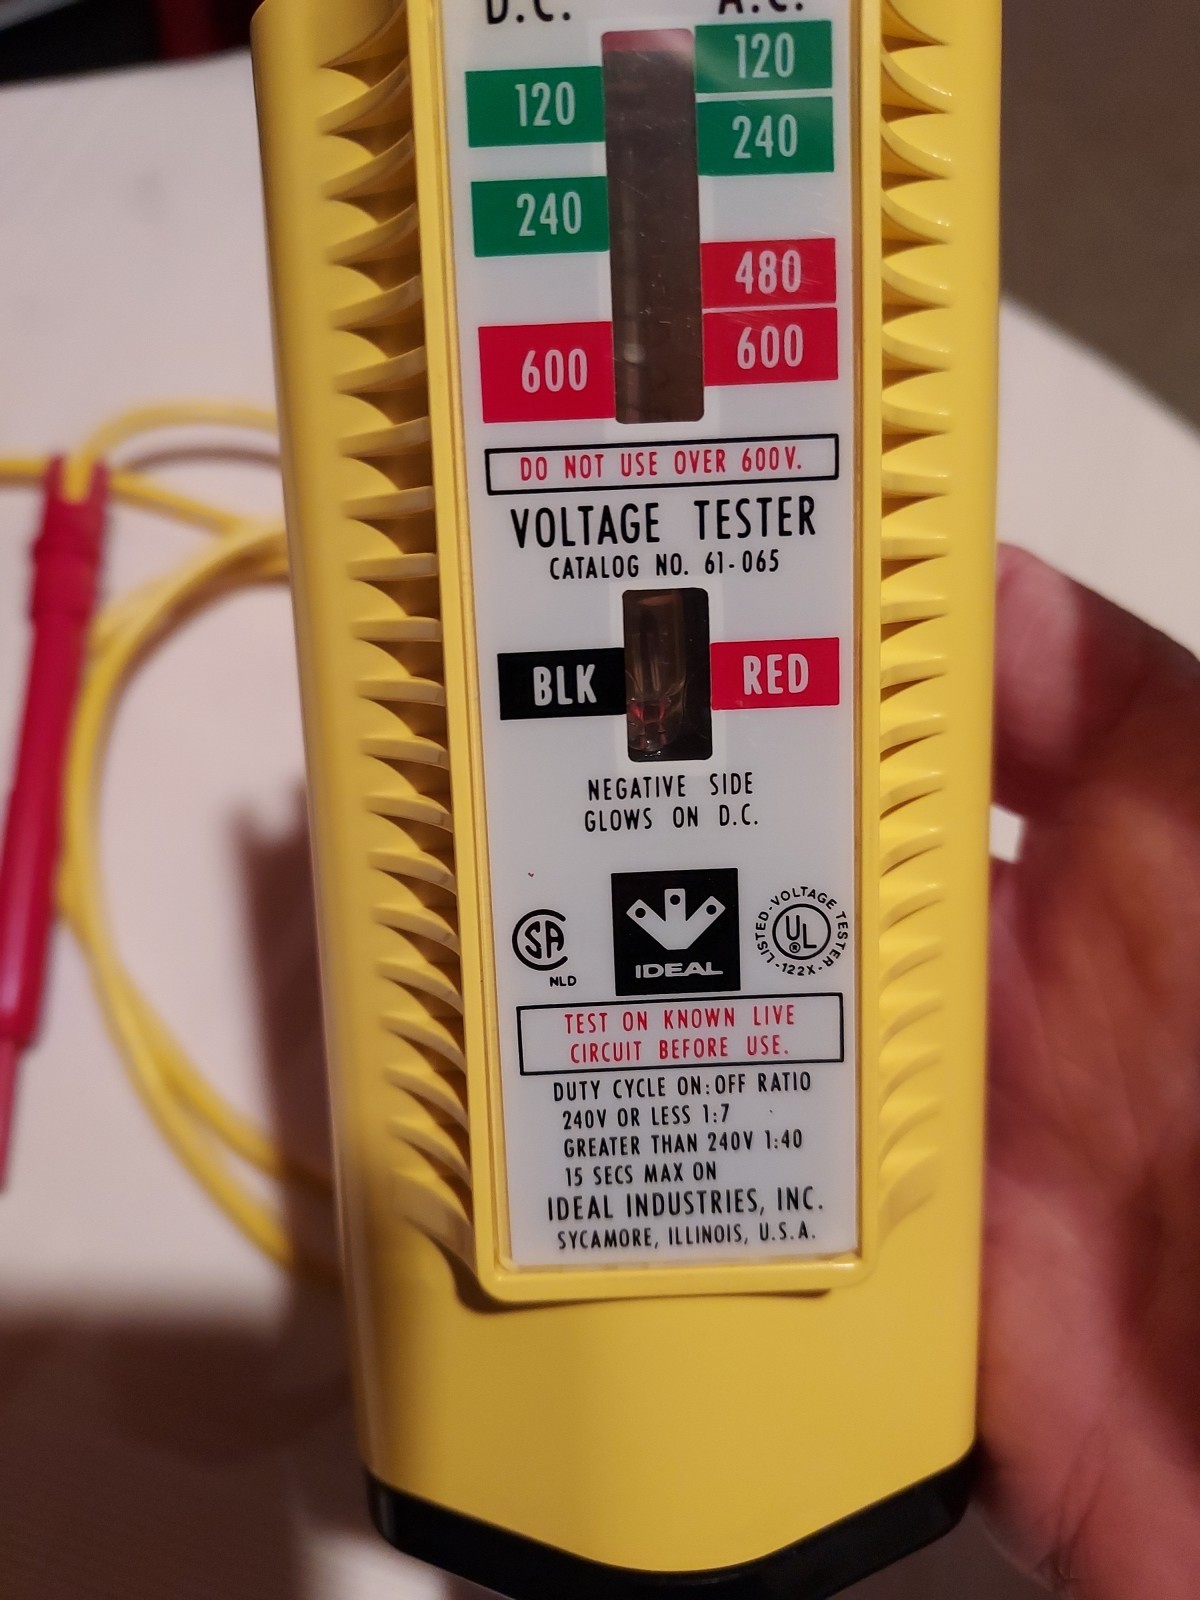 D.C. A.C.
120
120
240
240
480
600
600
DO NOT USE OVER 600V.
VOLTAGE TESTER
CATALOG NO. 61-065
BLK RED
NEGATIVE SIDE
GLOWS ON D.C.
SA
NLD
IDEAL
LISTED-VOLTAGE TESTER
UL
®
-122X-
TEST ON KNOWN LIVE
CIRCUIT BEFORE USE.
DUTY CYCLE ON:OFF RATIO
240V OR LESS 1:7
GREATER THAN 240V 1:40
15 SECS MAX ON
IDEAL INDUSTRIES, INC.
SYCAMORE, ILLINOIS, U.S.A.